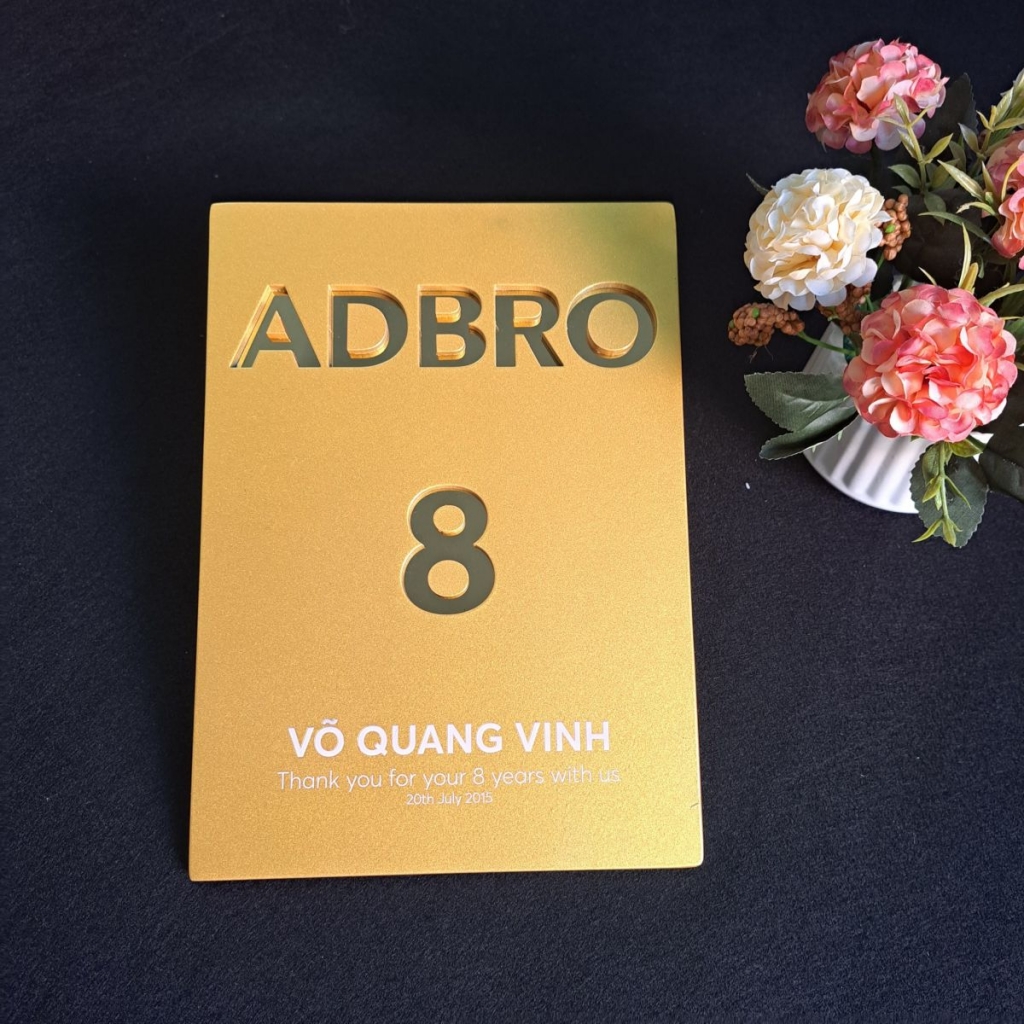 ADBRO
8
VÕ QUANG VINH
Thank you for your 8 years with us
20th July 2015